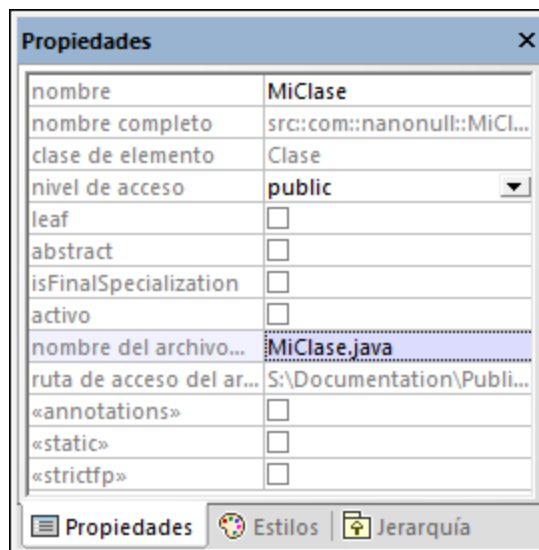 Propiedades
nombre MiClase
nombre completo src::com::nanonull::MiCl...
clase de elemento Clase
nivel de acceso public
leaf
abstract
isFinalSpecialization
activo
nombre del archivo... MiClase.java
ruta de acceso del ar... S:\Documentation\Publi...
«annotations»
«static»
«strictfp»
Propiedades Estilos Jerarquía